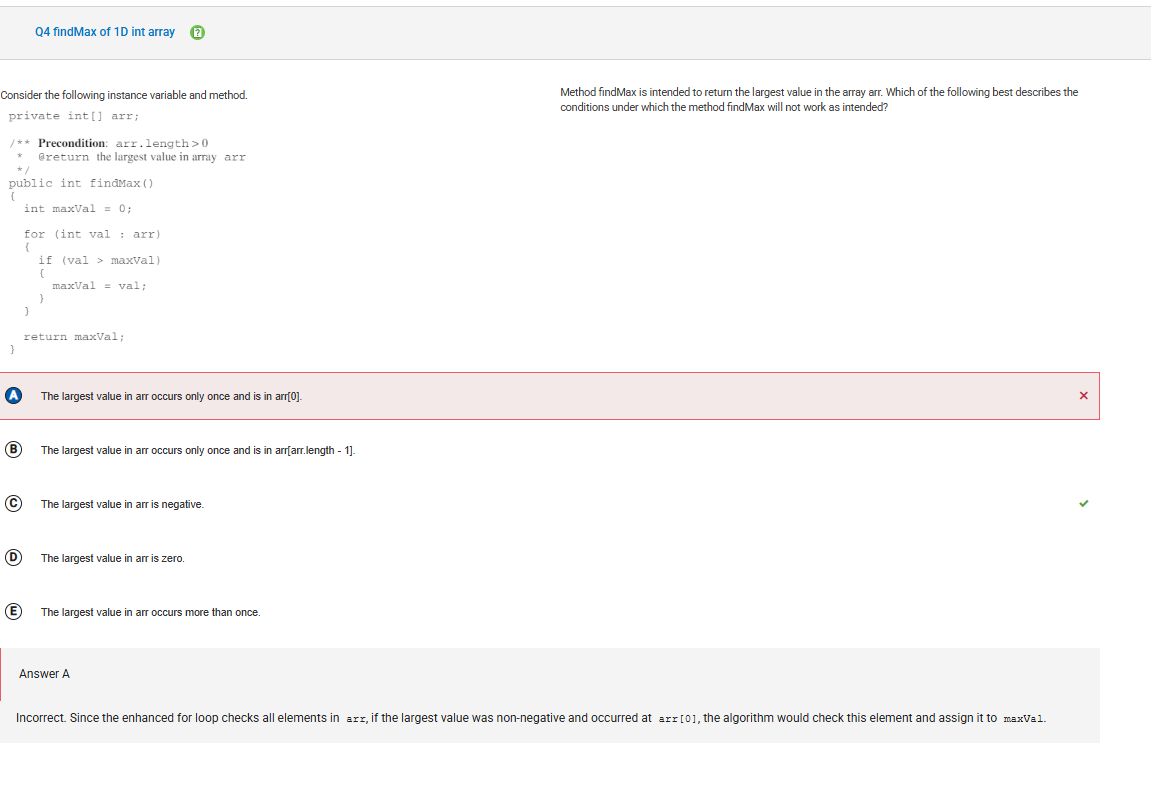 Q4 findMax of 1D int array
Consider the following instance variable and method.
private int[] arr;
/** Precondition: arr.length > 0
* @return the largest value in array arr
*/
public int findMax()
{
int maxVal = 0;
for (int val : arr)
{
if (val > maxVal)
{
maxVal = val;
}
}
return maxVal;
}
Method findMax is intended to return the largest value in the array arr. Which of the following best describes the
conditions under which the method findMax will not work as intended?
A The largest value in arr occurs only once and is in arr[0].
B The largest value in arr occurs only once and is in arr[arr.length - 1].
C The largest value in arr is negative.
D The largest value in arr is zero.
E The largest value in arr occurs more than once.
Answer A
Incorrect. Since the enhanced for loop checks all elements in arr, if the largest value was non-negative and occurred at arr[0], the algorithm would check this element and assign it to maxVal.